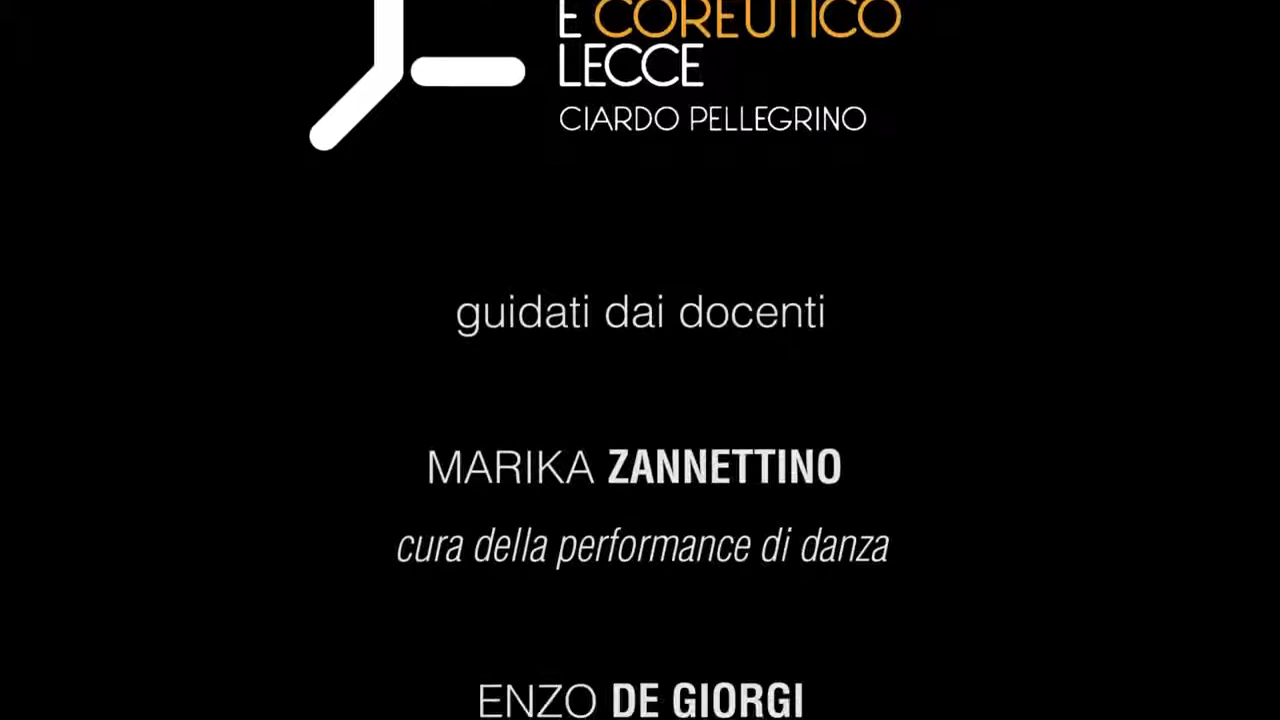 E COREUTICO
LECCE
CIARDO PELLEGRINO
guidati dai docenti
MARIKA ZANNETTINO
cura della performance di danza
ENZO DE GIORGI